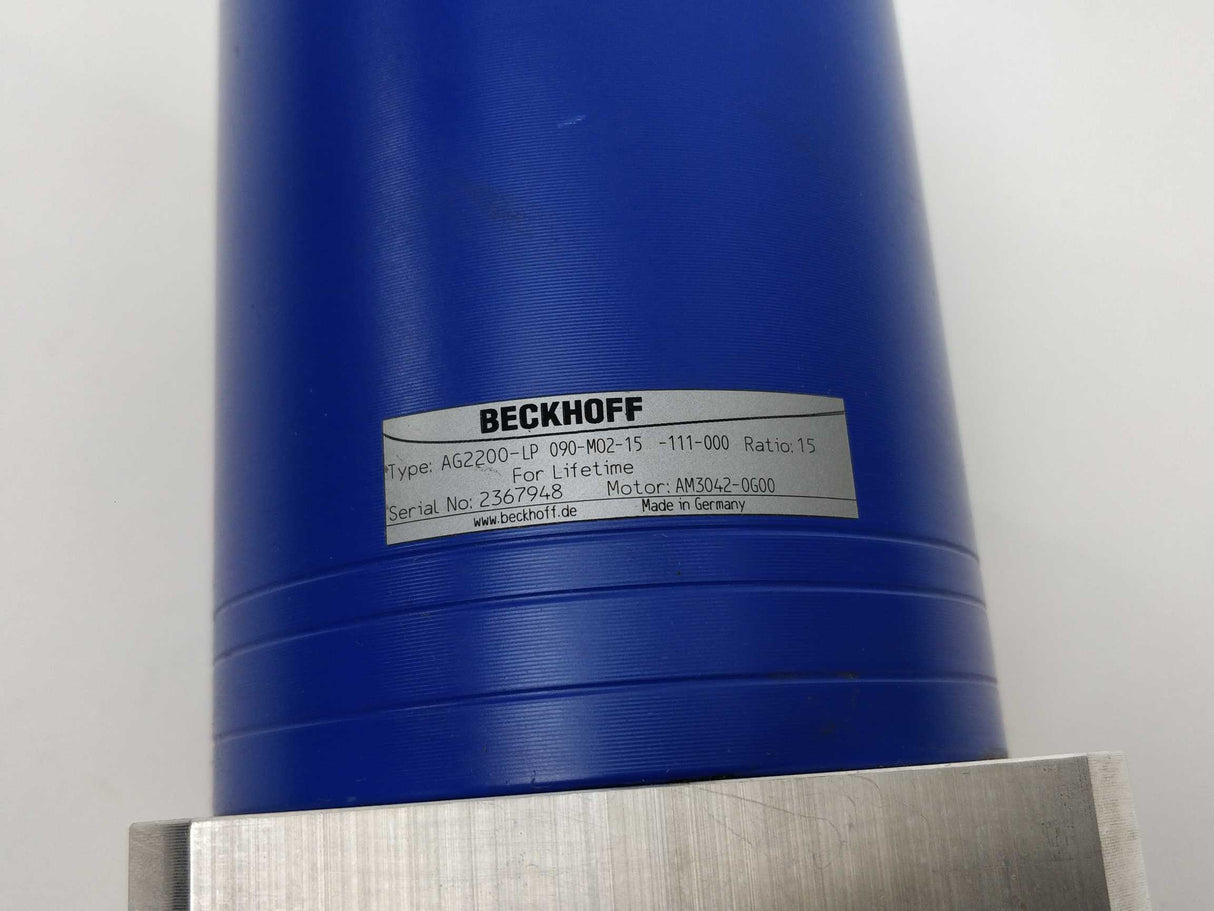 BECKHOFF
Type: AG2200-LP 090-M02-15 -111-000 Ratio: 15
For Lifetime
Serial No: 2367948 Motor: AM3042-0G00
www.beckhoff.de Made in Germany